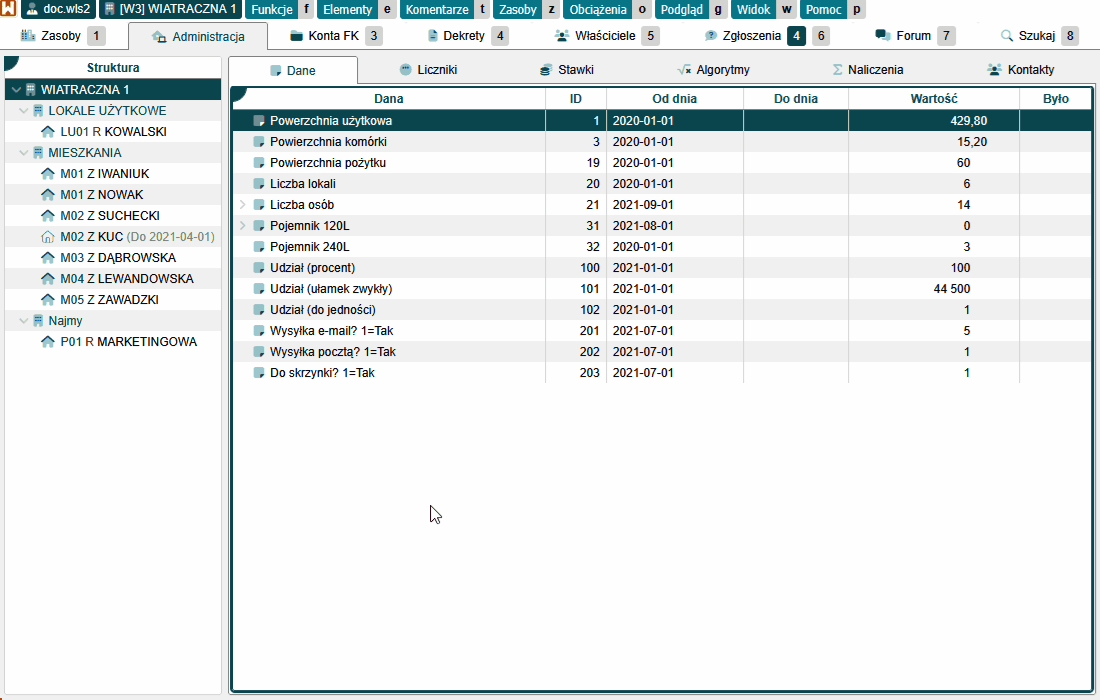 doc.wls2 [W3] WIATRACZNA 1 Funkcje f Elementy e Komentarze t Zasoby z Obciążenia o Podgląd g Widok w Pomoc p
Zasoby 1 Administracja Konta FK 3 Dekrety 4 Właściciele 5 Zgłoszenia 4 6 Forum 7 Szukaj 8
Struktura
WIATRACZNA 1
LOKALE UŻYTKOWE
LU01 R KOWALSKI
MIESZKANIA
M01 Z IWANIUK
M01 Z NOWAK
M02 Z SUCHECKI
M02 Z KUC (Do 2021-04-01)
M03 Z DĄBROWSKA
M04 Z LEWANDOWSKA
M05 Z ZAWADZKI
Najmy
P01 R MARKETINGOWA
Dane Liczniki Stawki Algorytmy Naliczenia Kontakty
Dana ID Od dnia Do dnia Wartość Było
Powerzchnia użytkowa 1 2020-01-01 429,80
Powierzchnia komórki 3 2020-01-01 15,20
Powierzchnia pożytku 19 2020-01-01 60
Liczba lokali 20 2020-01-01 6
Liczba osób 21 2021-09-01 14
Pojemnik 120L 31 2021-08-01 0
Pojemnik 240L 32 2020-01-01 3
Udział (procent) 100 2021-01-01 100
Udział (ułamek zwykły) 101 2021-01-01 44 500
Udział (do jedności) 102 2021-01-01 1
Wysyłka e-mail? 1=Tak 201 2021-07-01 5
Wysyłka pocztą? 1=Tak 202 2021-07-01 1
Do skrzynki? 1=Tak 203 2021-07-01 1